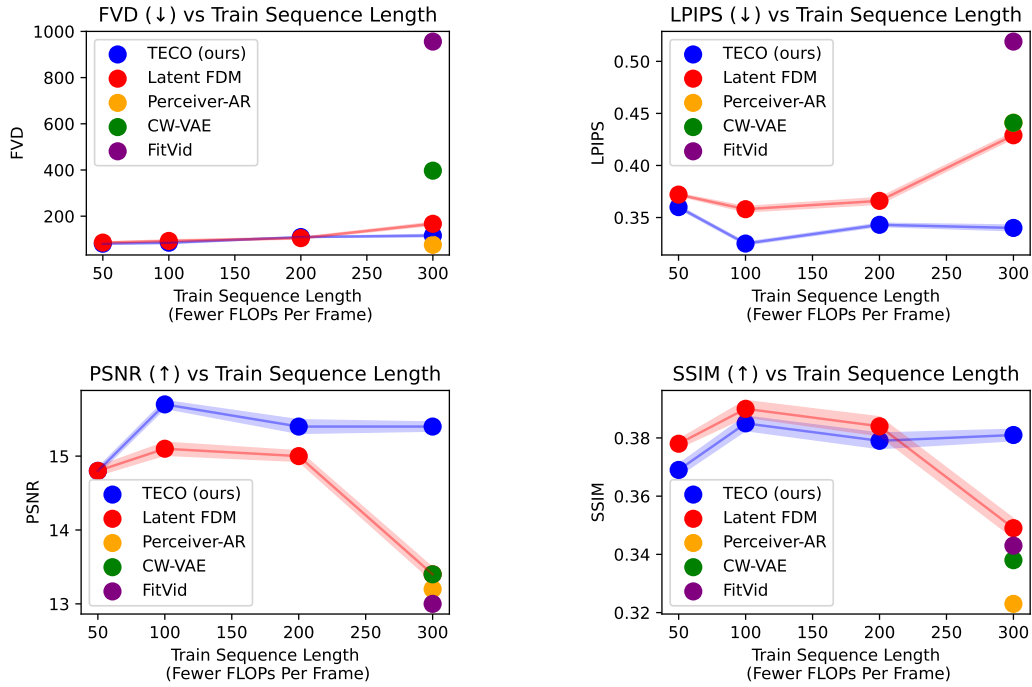 FVD (↓) vs Train Sequence Length
1000
800
600
400
200
FVD
TECO (ours)
Latent FDM
Perceiver-AR
CW-VAE
FitVid
50 100 150 200 250 300
Train Sequence Length
(Fewer FLOPs Per Frame)
LPIPS (↓) vs Train Sequence Length
0.50
0.45
0.40
0.35
LPIPS
TECO (ours)
Latent FDM
Perceiver-AR
CW-VAE
FitVid
50 100 150 200 250 300
Train Sequence Length
(Fewer FLOPs Per Frame)
PSNR (↑) vs Train Sequence Length
15
14
13
PSNR
TECO (ours)
Latent FDM
Perceiver-AR
CW-VAE
FitVid
50 100 150 200 250 300
Train Sequence Length
(Fewer FLOPs Per Frame)
SSIM (↑) vs Train Sequence Length
0.38
0.36
0.34
0.32
SSIM
TECO (ours)
Latent FDM
Perceiver-AR
CW-VAE
FitVid
50 100 150 200 250 300
Train Sequence Length
(Fewer FLOPs Per Frame)